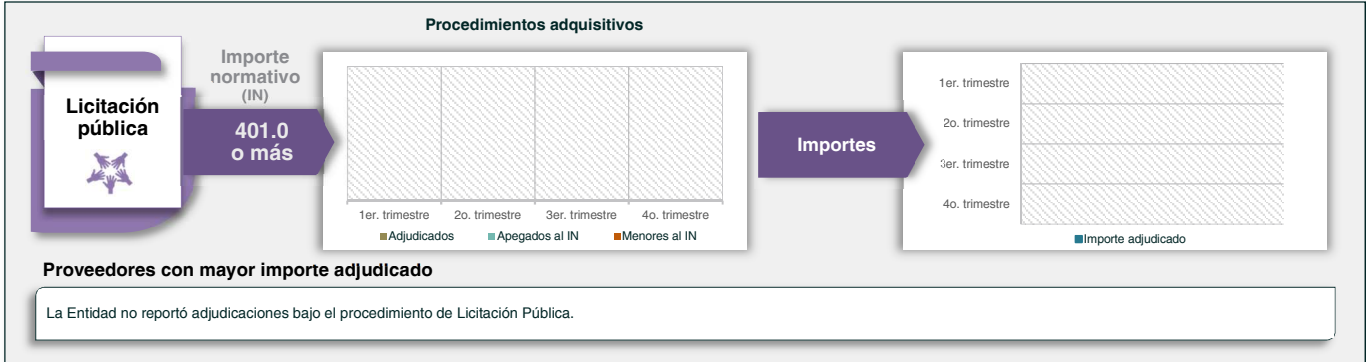 Procedimientos adquisitivos
Licitación
pública
Importe
normativo
(IN)
401.0
o más
1er. trimestre
2o. trimestre
3er. trimestre
4o. trimestre
Adjudicados
Apegados al IN
Menores al IN
Importes
1er. trimestre
2o. trimestre
3er. trimestre
4o. trimestre
Importe adjudicado
Proveedores con mayor importe adjudicado
La Entidad no reportó adjudicaciones bajo el procedimiento de Licitación Pública.